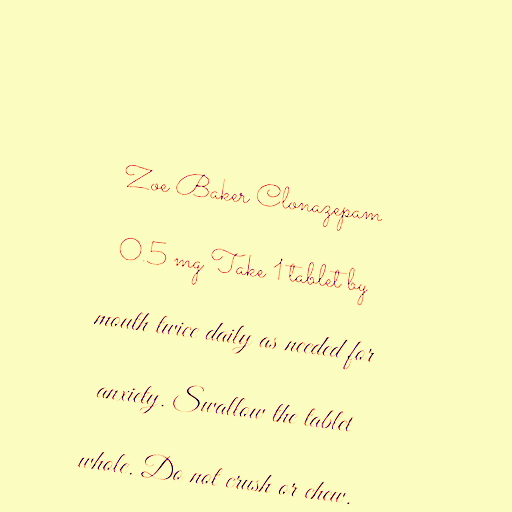 Zoe Baker Clonazepam
0.5 mg Take 1 tablet by
mouth twice daily as needed for
anxiety. Swallow the tablet
whole. Do not crush or chew.